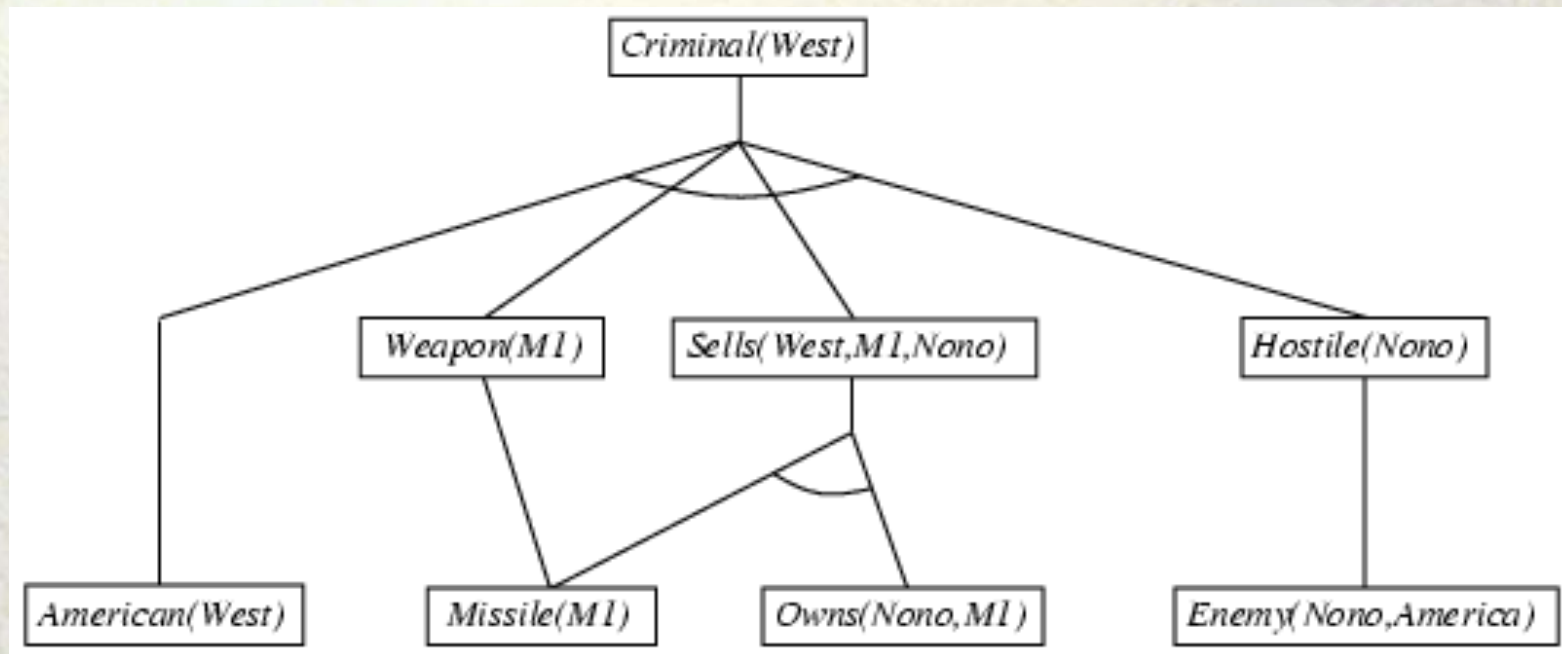 Criminal(West)
Weapon(M1)
Sells(West,M1,Nono)
Hostile(Nono)
American(West)
Missile(M1)
Owns(Nono,M1)
Enemy(Nono,America)